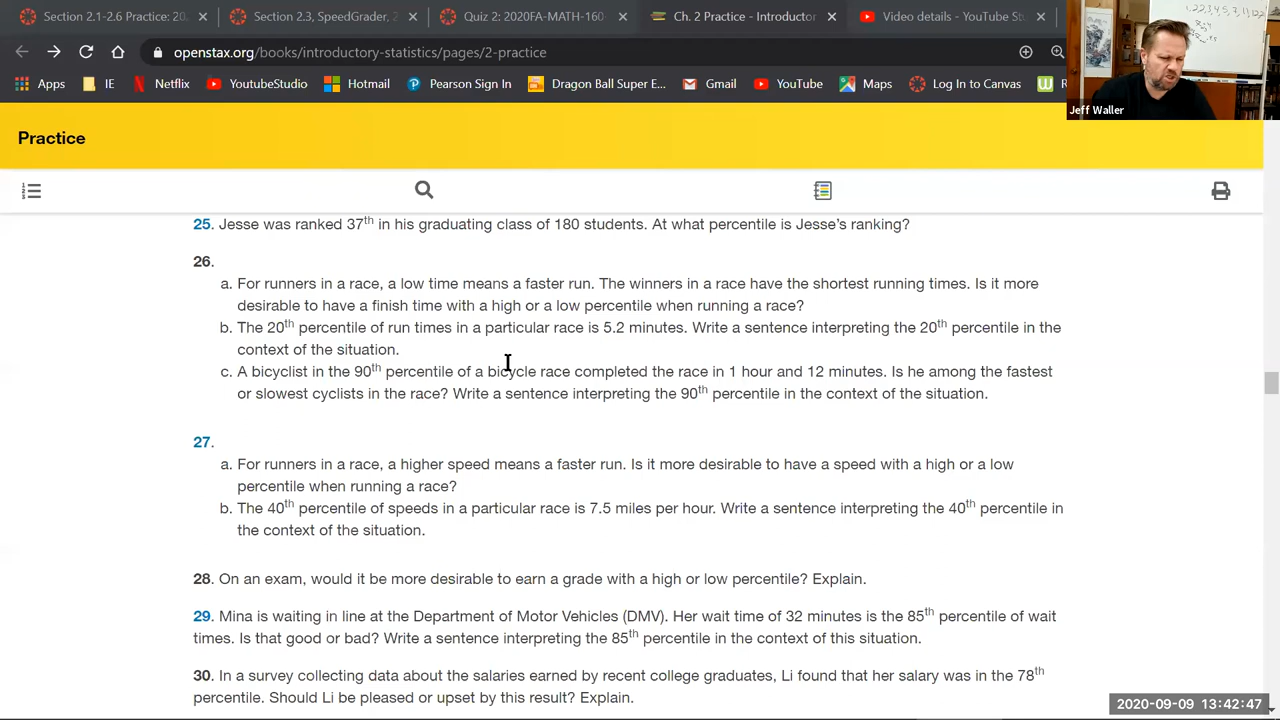 Section 2.1-2.6 Practice: 20
Section 2.3, SpeedGrader,
Quiz 2: 2020FA-MATH-160
Ch. 2 Practice - Introductor
Video details - YouTube St
openstax.org/books/introductory-statistics/pages/2-practice
Apps
IE
Netflix
YoutubeStudio
Hotmail
Pearson Sign In
Dragon Ball Super E...
Gmail
YouTube
Maps
Log In to Canvas
R
Jeff Waller
Practice
25. Jesse was ranked 37th in his graduating class of 180 students. At what percentile is Jesse's ranking?
26.
a. For runners in a race, a low time means a faster run. The winners in a race have the shortest running times. Is it more
desirable to have a finish time with a high or a low percentile when running a race?
b. The 20th percentile of run times in a particular race is 5.2 minutes. Write a sentence interpreting the 20th percentile in the
context of the situation.
c. A bicyclist in the 90th percentile of a bicycle race completed the race in 1 hour and 12 minutes. Is he among the fastest
or slowest cyclists in the race? Write a sentence interpreting the 90th percentile in the context of the situation.
27.
a. For runners in a race, a higher speed means a faster run. Is it more desirable to have a speed with a high or a low
percentile when running a race?
b. The 40th percentile of speeds in a particular race is 7.5 miles per hour. Write a sentence interpreting the 40th percentile in
the context of the situation.
28. On an exam, would it be more desirable to earn a grade with a high or low percentile? Explain.
29. Mina is waiting in line at the Department of Motor Vehicles (DMV). Her wait time of 32 minutes is the 85th percentile of wait
times. Is that good or bad? Write a sentence interpreting the 85th percentile in the context of this situation.
30. In a survey collecting data about the salaries earned by recent college graduates, Li found that her salary was in the 78th
percentile. Should Li be pleased or upset by this result? Explain.
2020-09-09 13:42:47